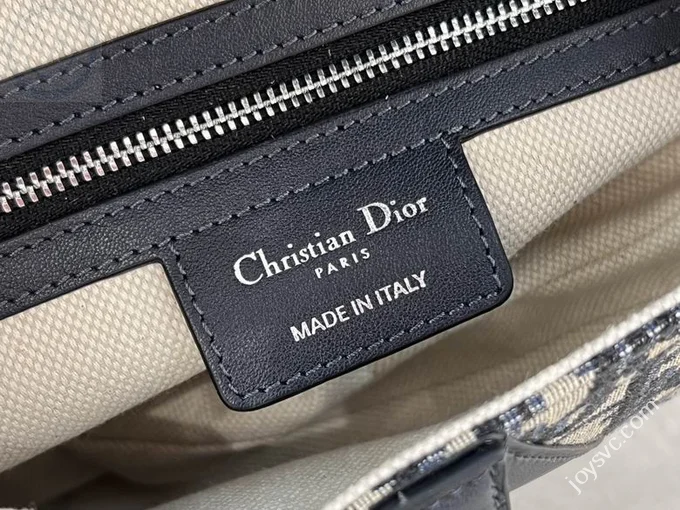 Christian Dior
PARIS
MADE IN ITALY
joysvc.com